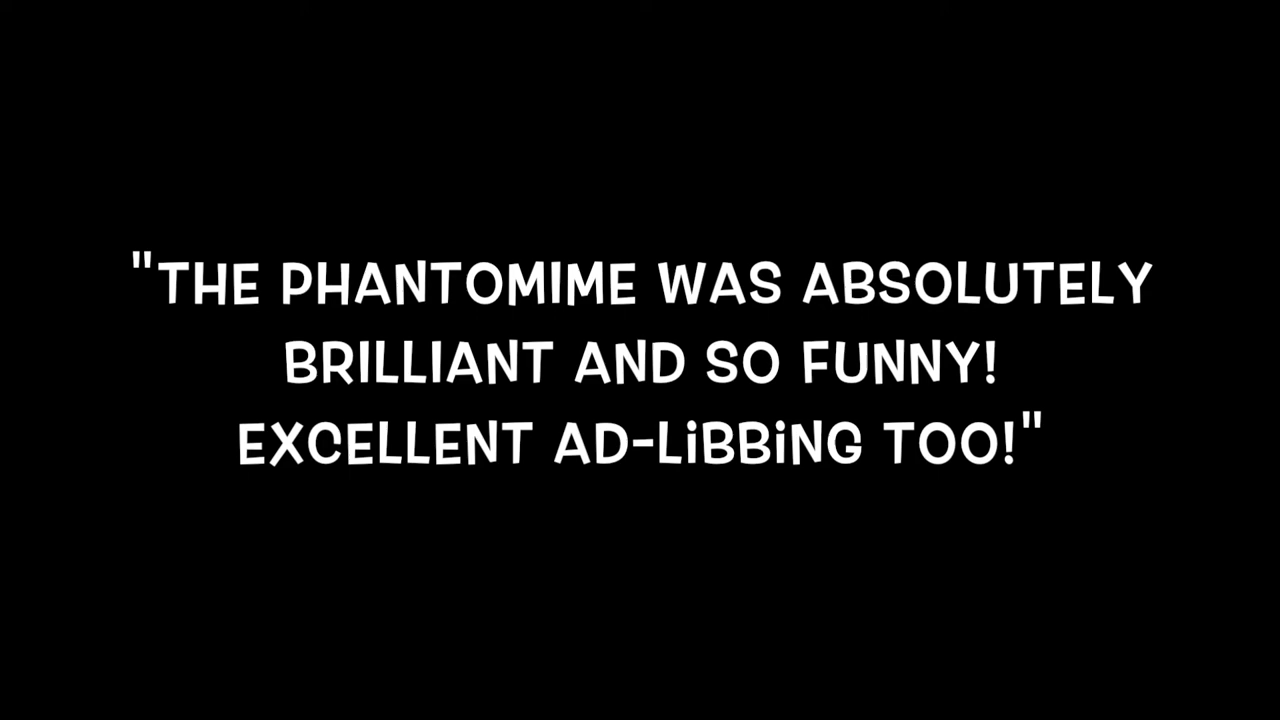 "THE PHANTOMIME WAS ABSOLUTELY
BRILLIANT AND SO FUNNY!
EXCELLENT AD-LiBBiNG TOO!"